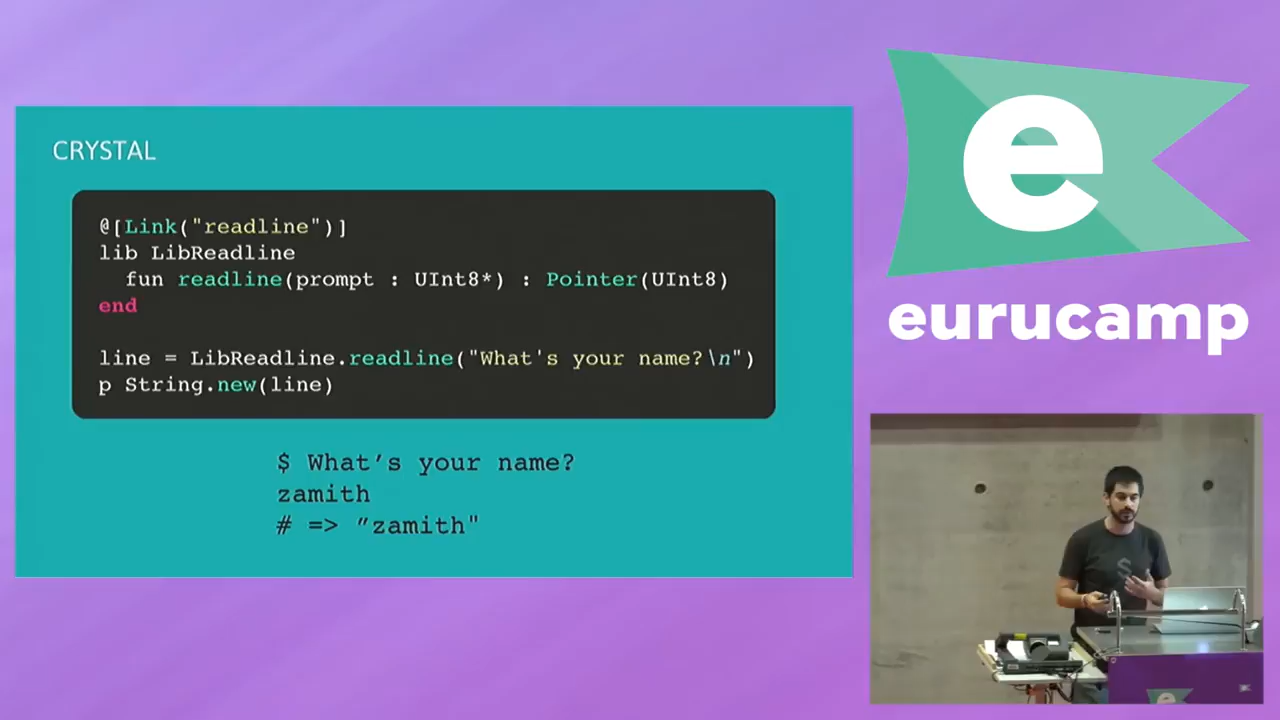 CRYSTAL
@[Link("readline")]
lib LibReadline
  fun readline(prompt : UInt8*) : Pointer(UInt8)
end
line = LibReadline.readline("What's your name?\n")
p String.new(line)
$ What’s your name?
zamith
# => ”zamith"
e
eurucamp